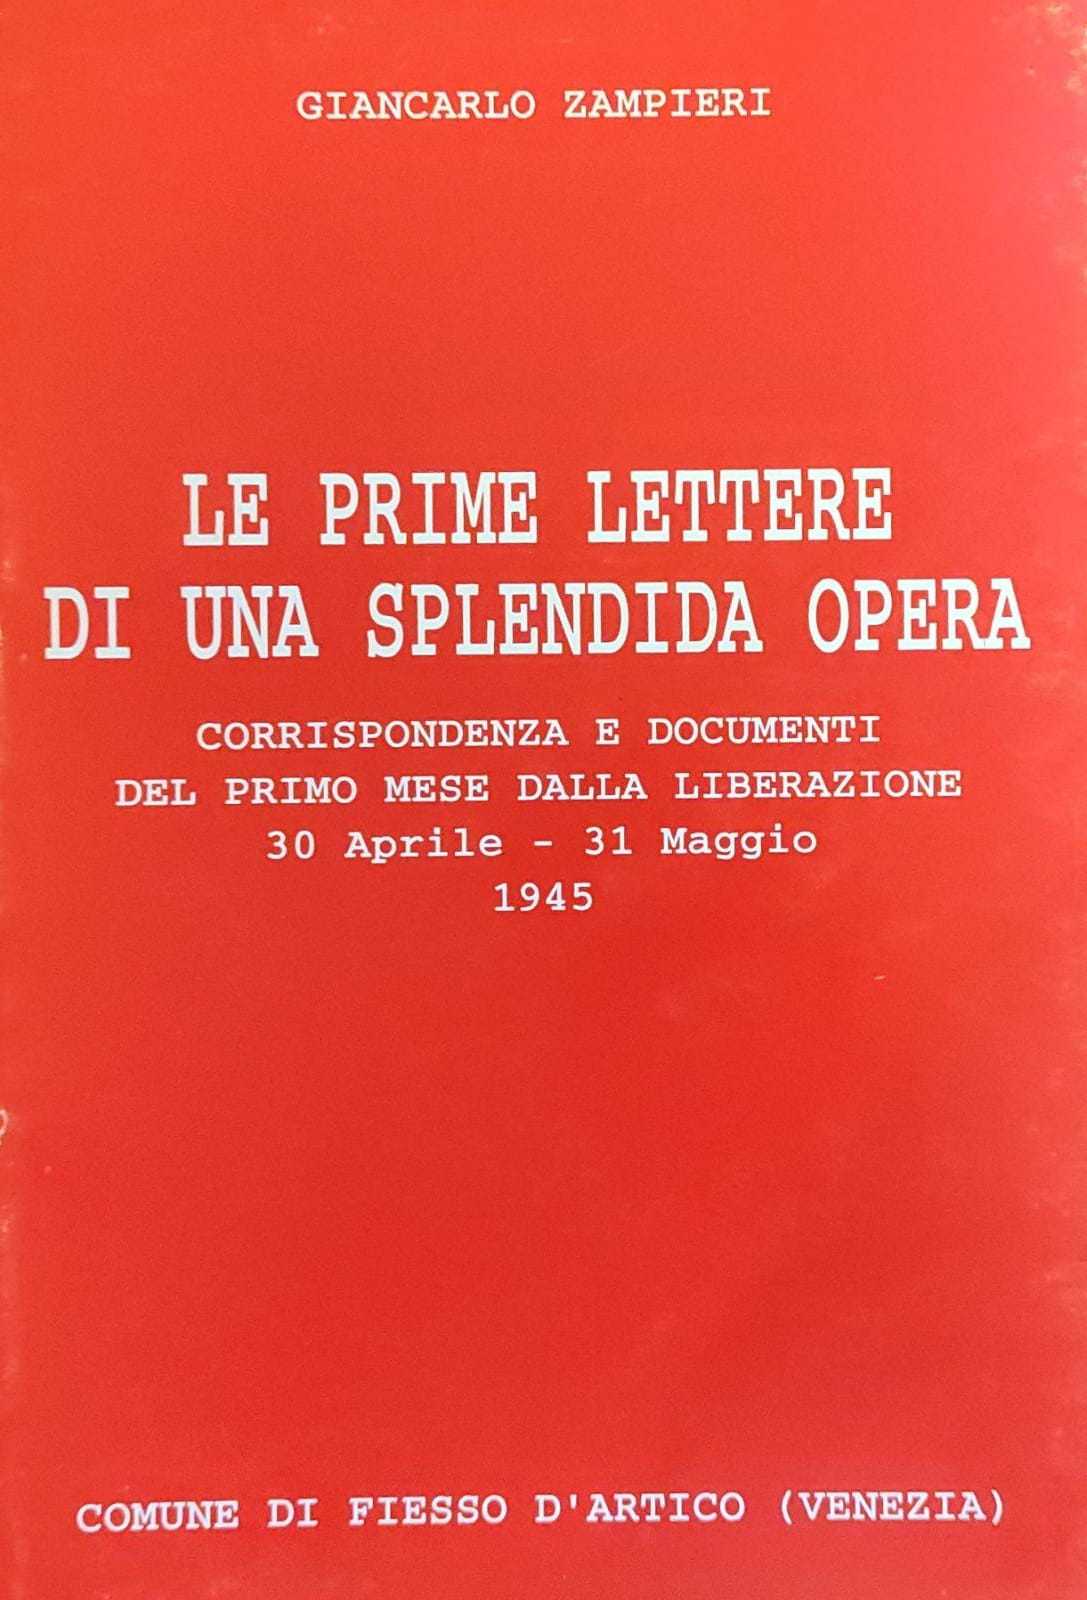 GIANCARLO ZAMPIERI
LE PRIME LETTERE
DI UNA SPLENDIDA OPERA
CORRISPONDENZA E DOCUMENTI
DEL PRIMO MESE DALLA LIBERAZIONE
30 Aprile - 31 Maggio
1945
COMUNE DI FIESSO D'ARTICO (VENEZIA)